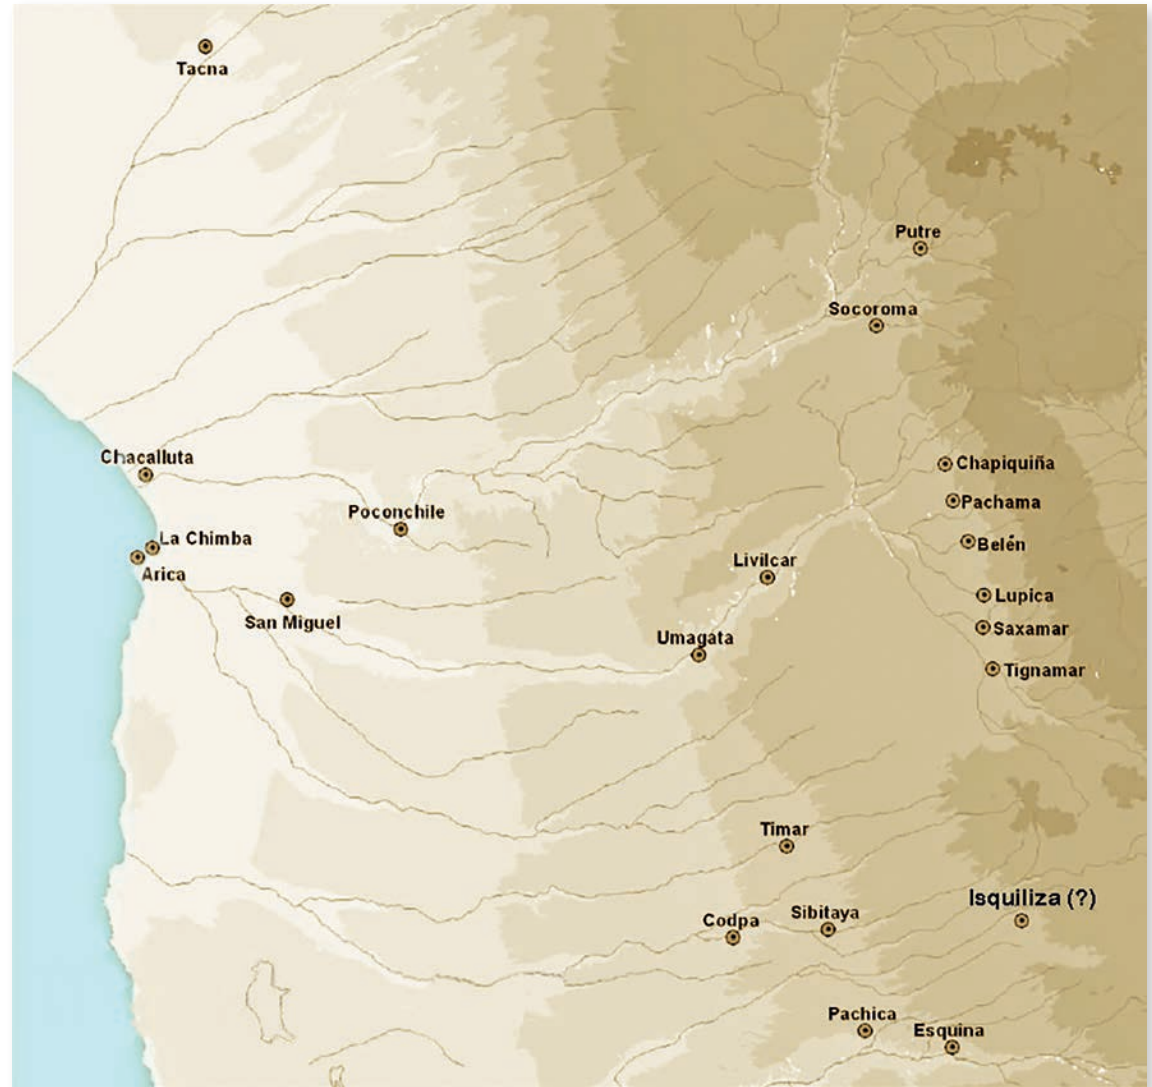 Tacna
Putre
Socoroma
Chacalluta
Chapiquiña
Pachama
Poconchile
La Chimba
Belén
Arica
Livilcar
Lupica
San Miguel
Saxamar
Umagata
Tignamar
Timar
Isquiliza (?)
Codpa
Sibitaya
Pachica
Esquina